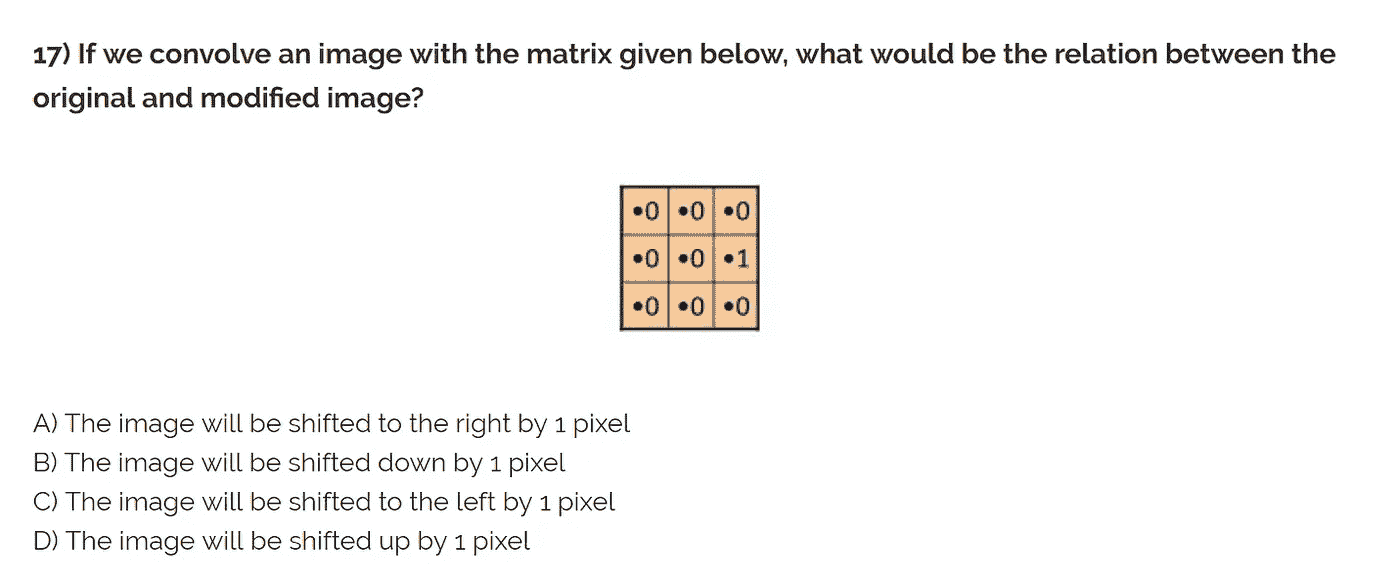 17) If we convolve an image with the matrix given below, what would be the relation between the
original and modified image?
•0 •0 •0
•0 •0 •1
•0 •0 •0
A) The image will be shifted to the right by 1 pixel
B) The image will be shifted down by 1 pixel
C) The image will be shifted to the left by 1 pixel
D) The image will be shifted up by 1 pixel